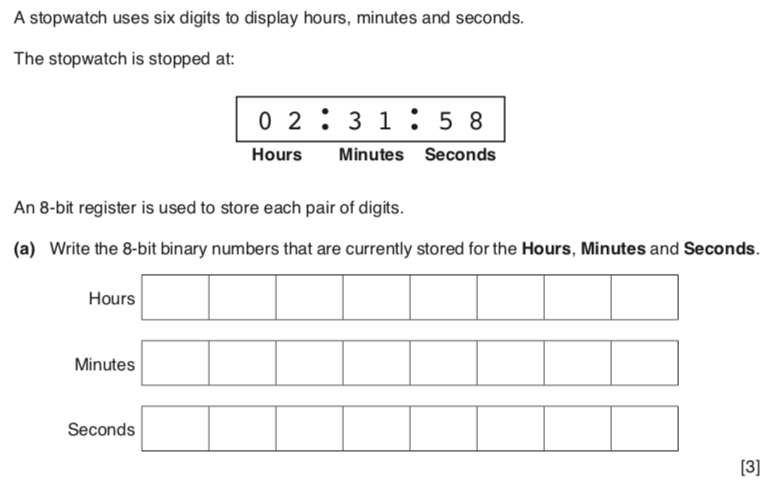 A stopwatch uses six digits to display hours, minutes and seconds.
The stopwatch is stopped at:
0 2 : 3 1 : 5 8
Hours Minutes Seconds
An 8-bit register is used to store each pair of digits.
(a) Write the 8-bit binary numbers that are currently stored for the Hours, Minutes and Seconds.
Hours
Minutes
Seconds
[3]